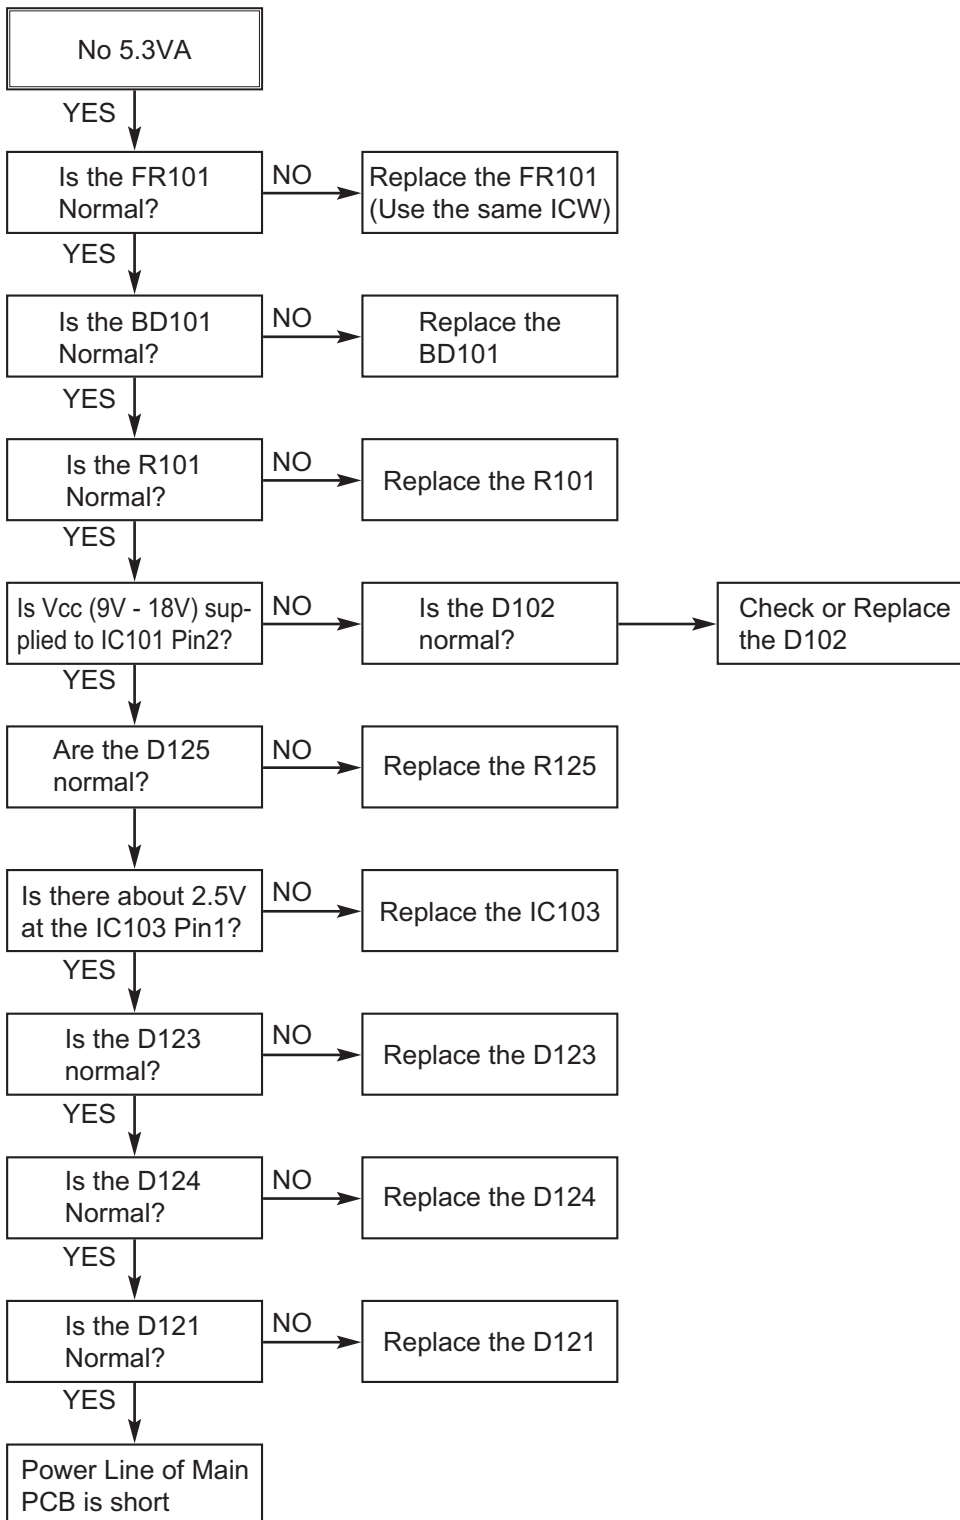 No 5.3VA
YES
Is the FR101
Normal?
NO
Replace the FR101
(Use the same ICW)
YES
Is the BD101
Normal?
NO
Replace the
BD101
YES
Is the R101
Normal?
NO
Replace the R101
YES
Is Vcc (9V - 18V) sup-
plied to IC101 Pin2?
NO
Is the D102
normal?
Check or Replace
the D102
YES
Are the D125
normal?
NO
Replace the R125
Is there about 2.5V
at the IC103 Pin1?
NO
Replace the IC103
YES
Is the D123
normal?
NO
Replace the D123
YES
Is the D124
Normal?
NO
Replace the D124
YES
Is the D121
Normal?
NO
Replace the D121
YES
Power Line of Main
PCB is short